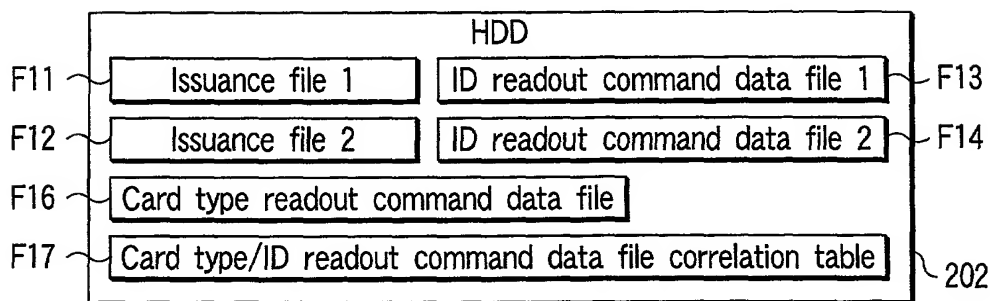 HDD
F11 Issuance file 1 ID readout command data file 1 F13
F12 Issuance file 2 ID readout command data file 2 F14
F16 Card type readout command data file
F17 Card type/ID readout command data file correlation table
202